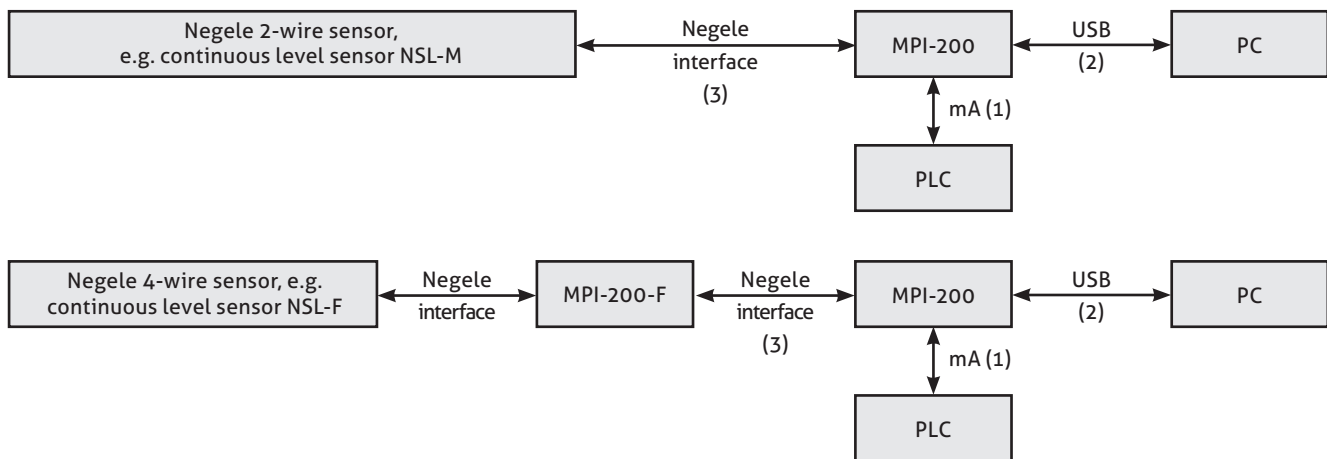 Negele 2-wire sensor,
e.g. continuous level sensor NSL-M
Negele
interface
(3)
MPI-200
USB
(2)
PC
mA (1)
PLC
Negele 4-wire sensor, e.g.
continuous level sensor NSL-F
Negele
interface
MPI-200-F
Negele
interface
(3)
MPI-200
USB
(2)
PC
mA (1)
PLC